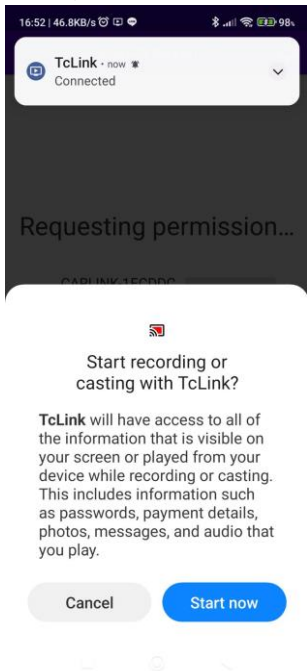 16:52 | 46.8KB/s 98%
TcLink · now
Connected
Requesting permission...
CARLINK-1FCDDC
Start recording or
casting with TcLink?
TcLink will have access to all of
the information that is visible on
your screen or played from your
device while recording or casting.
This includes information such
as passwords, payment details,
photos, messages, and audio that
you play.
Cancel
Start now